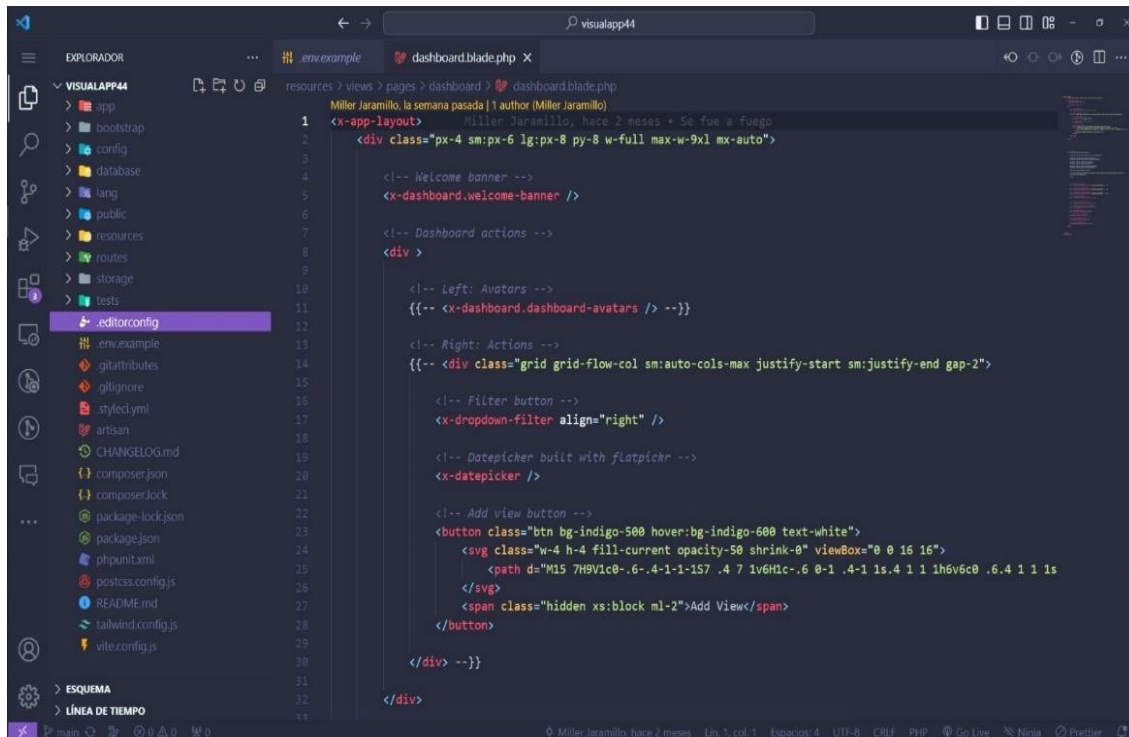 visualapp44
EXPLORADOR
.env.example
dashboard.blade.php
VISUALAPP44
app
bootstrap
config
database
lang
public
resources
routes
storage
tests
.editorconfig
.env.example
.gitattributes
.gitignore
.styleci.yml
artisan
CHANGELOG.md
composer.json
composer.lock
package-lock.json
package.json
phpunit.xml
postcss.config.js
README.md
tailwind.config.js
vite.config.js
ESQUEMA
LÍNEA DE TIEMPO
3
resources > views > pages > dashboard > dashboard.blade.php
Miller Jaramillo, la semana pasada | 1 author (Miller Jaramillo)
1 <x-app-layout> Miller Jaramillo, hace 2 meses • Se fue a fuego
2 <div class="px-4 sm:px-6 lg:px-8 py-8 w-full max-w-9xl mx-auto">
3
4 <!-- Welcome banner -->
5 <x-dashboard.welcome-banner />
6
7 <!-- Dashboard actions -->
8 <div >
9
10 <!-- Left: Avatars -->
11 {{-- <x-dashboard.dashboard-avatars /> --}}
12
13 <!-- Right: Actions -->
14 {{-- <div class="grid grid-flow-col sm:auto-cols-max justify-start sm:justify-end gap-2">
15
16 <!-- Filter button -->
17 <x-dropdown-filter align="right" />
18
19 <!-- Datepicker built with flatpickr -->
20 <x-datepicker />
21
22 <!-- Add view button -->
23 <button class="btn bg-indigo-500 hover:bg-indigo-600 text-white">
24 <svg class="w-4 h-4 fill-current opacity-50 shrink-0" viewBox="0 0 16 16">
25 <path d="M15 7H9V1c0-.6-.4-1-1-1S7 .4 7 1v6H1c-.6 0-1 .4-1 1s.4 1 1 1h6v6c0 .6.4 1 1 1s
26 </svg>
27 <span class="hidden xs:block ml-2">Add View</span>
28 </button>
29
30 </div> --}}
31
32 </div>
33
main 0 0 0 Miller Jaramillo, hace 2 meses Lín. 1, col. 1 Espacios: 4 UTF-8 CRLF PHP Go Live Ninja Prettier